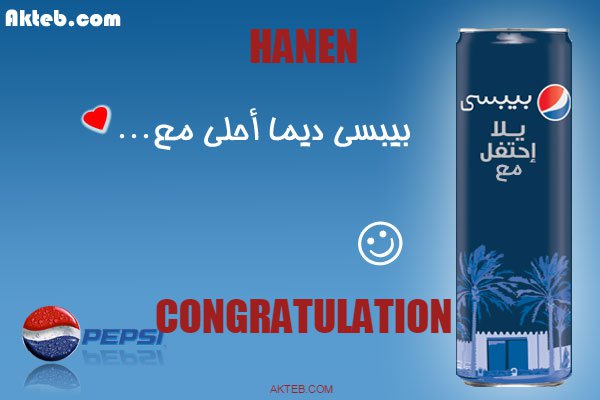 Akteb.com
HANEN
بيبسى ديما أحلى مع...
بيبسى
يلا
إحتفل
مع
CONGRATULATION
PEPSI
AKTEB.COM